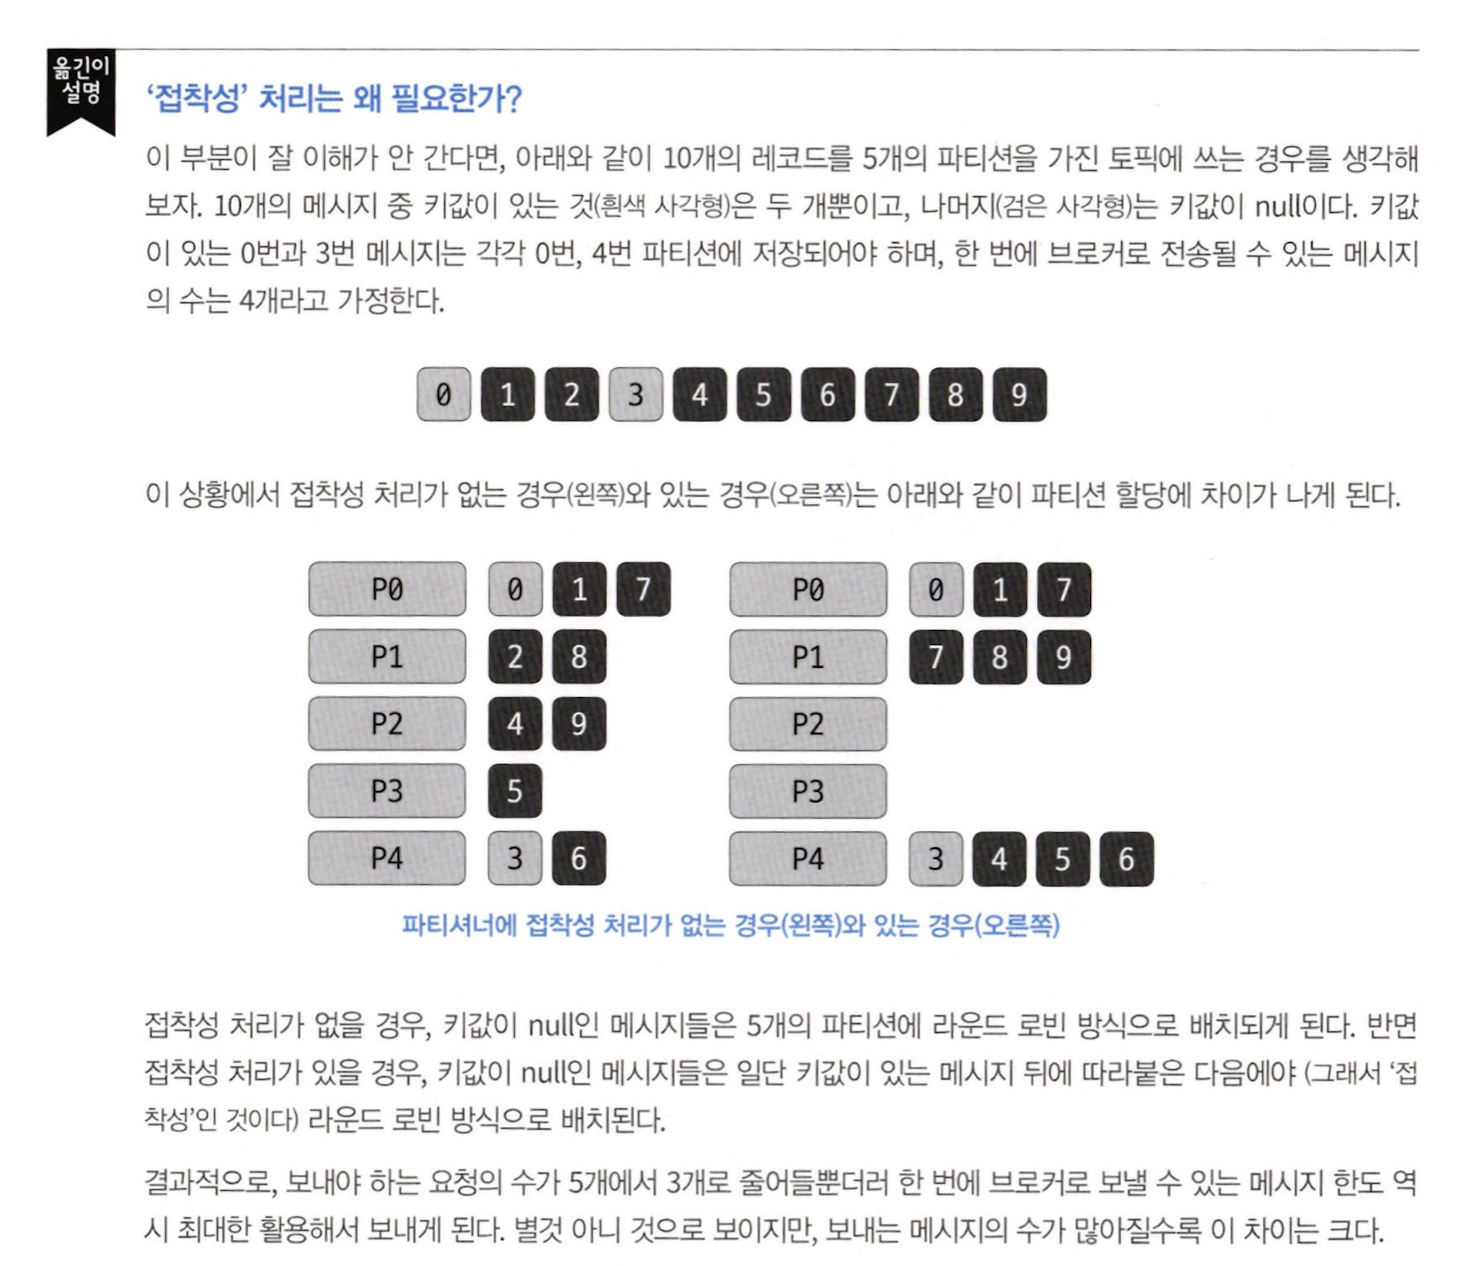 옮긴이
설명
‘접착성’ 처리는 왜 필요한가?
이 부분이 잘 이해가 안 간다면, 아래와 같이 10개의 레코드를 5개의 파티션을 가진 토픽에 쓰는 경우를 생각해
보자. 10개의 메시지 중 키값이 있는 것(흰색 사각형)은 두 개뿐이고, 나머지(검은 사각형)는 키값이 null이다. 키값
이 있는 0번과 3번 메시지는 각각 0번, 4번 파티션에 저장되어야 하며, 한 번에 브로커로 전송될 수 있는 메시지
의 수는 4개라고 가정한다.
0 1 2 3 4 5 6 7 8 9
이 상황에서 접착성 처리가 없는 경우(왼쪽)와 있는 경우(오른쪽)는 아래와 같이 파티션 할당에 차이가 나게 된다.
P0 0 1 7 P0 0 1 7
P1 2 8 P1 7 8 9
P2 4 9 P2
P3 5 P3
P4 3 6 P4 3 4 5 6
파티셔너에 접착성 처리가 없는 경우(왼쪽)와 있는 경우(오른쪽)
접착성 처리가 없을 경우, 키값이 null인 메시지들은 5개의 파티션에 라운드 로빈 방식으로 배치되게 된다. 반면
접착성 처리가 있을 경우, 키값이 null인 메시지들은 일단 키값이 있는 메시지 뒤에 따라붙은 다음에야 (그래서 ‘접
착성’인 것이다) 라운드 로빈 방식으로 배치된다.
결과적으로, 보내야 하는 요청의 수가 5개에서 3개로 줄어들뿐더러 한 번에 브로커로 보낼 수 있는 메시지 한도 역
시 최대한 활용해서 보내게 된다. 별것 아니 것으로 보이지만, 보내는 메시지의 수가 많아질수록 이 차이는 크다.